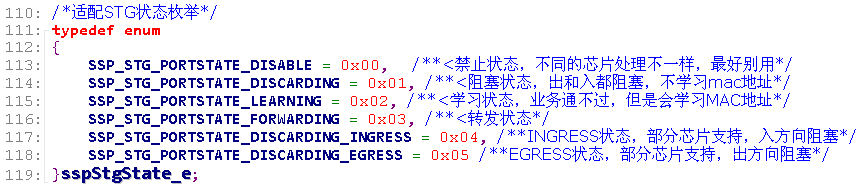 110: /*适配STG状态枚举*/
111: typedef enum
112: {
113:     SSP_STG_PORTSTATE_DISABLE = 0x00,   /**<禁止状态，不同的芯片处理不一样，最好别用*/
114:     SSP_STG_PORTSTATE_DISCARDING = 0x01, /**<阻塞状态，出和入都阻塞，不学习mac地址*/
115:     SSP_STG_PORTSTATE_LEARNING = 0x02, /**<学习状态，业务通不过，但是会学习MAC地址*/
116:     SSP_STG_PORTSTATE_FORWARDING = 0x03, /**<转发状态*/
117:     SSP_STG_PORTSTATE_DISCARDING_INGRESS = 0x04, /**INGRESS状态，部分芯片支持，入方向阻塞*/
118:     SSP_STG_PORTSTATE_DISCARDING_EGRESS = 0x05 /**EGRESS状态，部分芯片支持，出方向阻塞*/
119: }sspStgState_e;